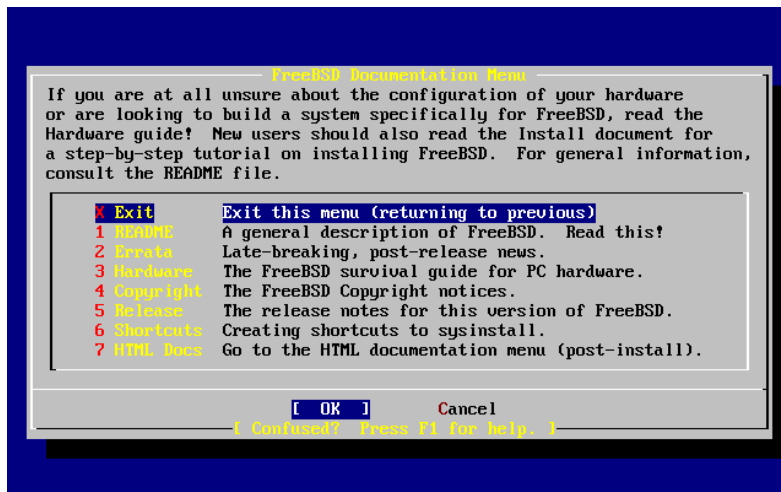 FreeBSD Documentation Menu
If you are at all unsure about the configuration of your hardware
or are looking to build a system specifically for FreeBSD, read the
Hardware guide!  New users should also read the Install document for
a step-by-step tutorial on installing FreeBSD.  For general information,
consult the README file.
X Exit Exit this menu (returning to previous)
1 README A general description of FreeBSD.  Read this!
2 Errata Late-breaking, post-release news.
3 Hardware The FreeBSD survival guide for PC hardware.
4 Copyright The FreeBSD Copyright notices.
5 Release The release notes for this version of FreeBSD.
6 Shortcuts Creating shortcuts to sysinstall.
7 HTML Docs Go to the HTML documentation menu (post-install).
[ OK ] Cancel
[ Confused? Press F1 for help. ]